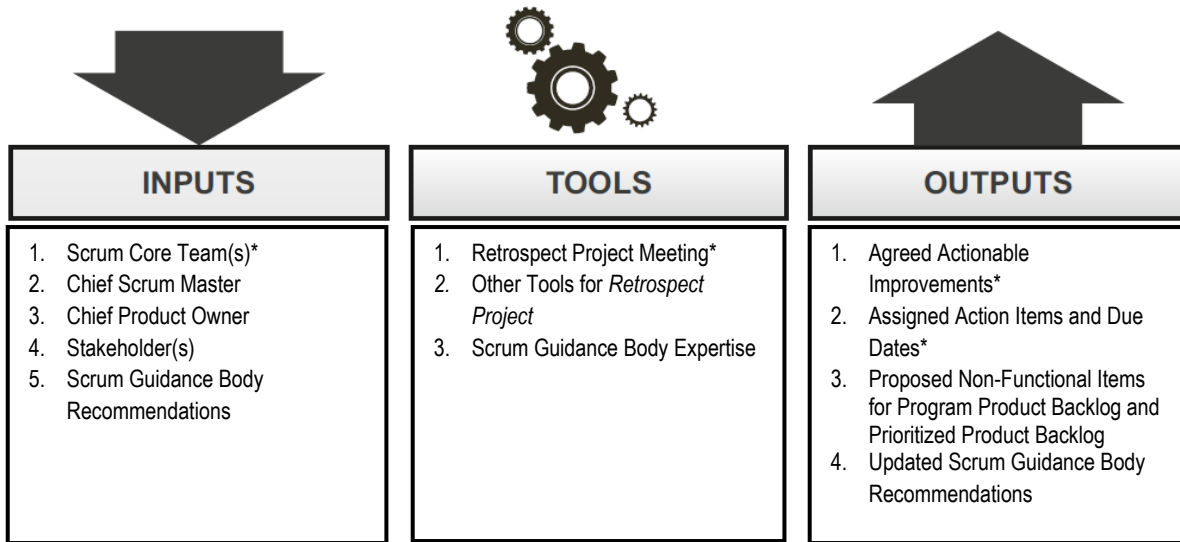 INPUTS
1. Scrum Core Team(s)*
2. Chief Scrum Master
3. Chief Product Owner
4. Stakeholder(s)
5. Scrum Guidance Body
Recommendations
TOOLS
1. Retrospect Project Meeting*
2. Other Tools for Retrospect
Project
3. Scrum Guidance Body Expertise
OUTPUTS
1. Agreed Actionable
Improvements*
2. Assigned Action Items and Due
Dates*
3. Proposed Non-Functional Items
for Program Product Backlog and
Prioritized Product Backlog
4. Updated Scrum Guidance Body
Recommendations